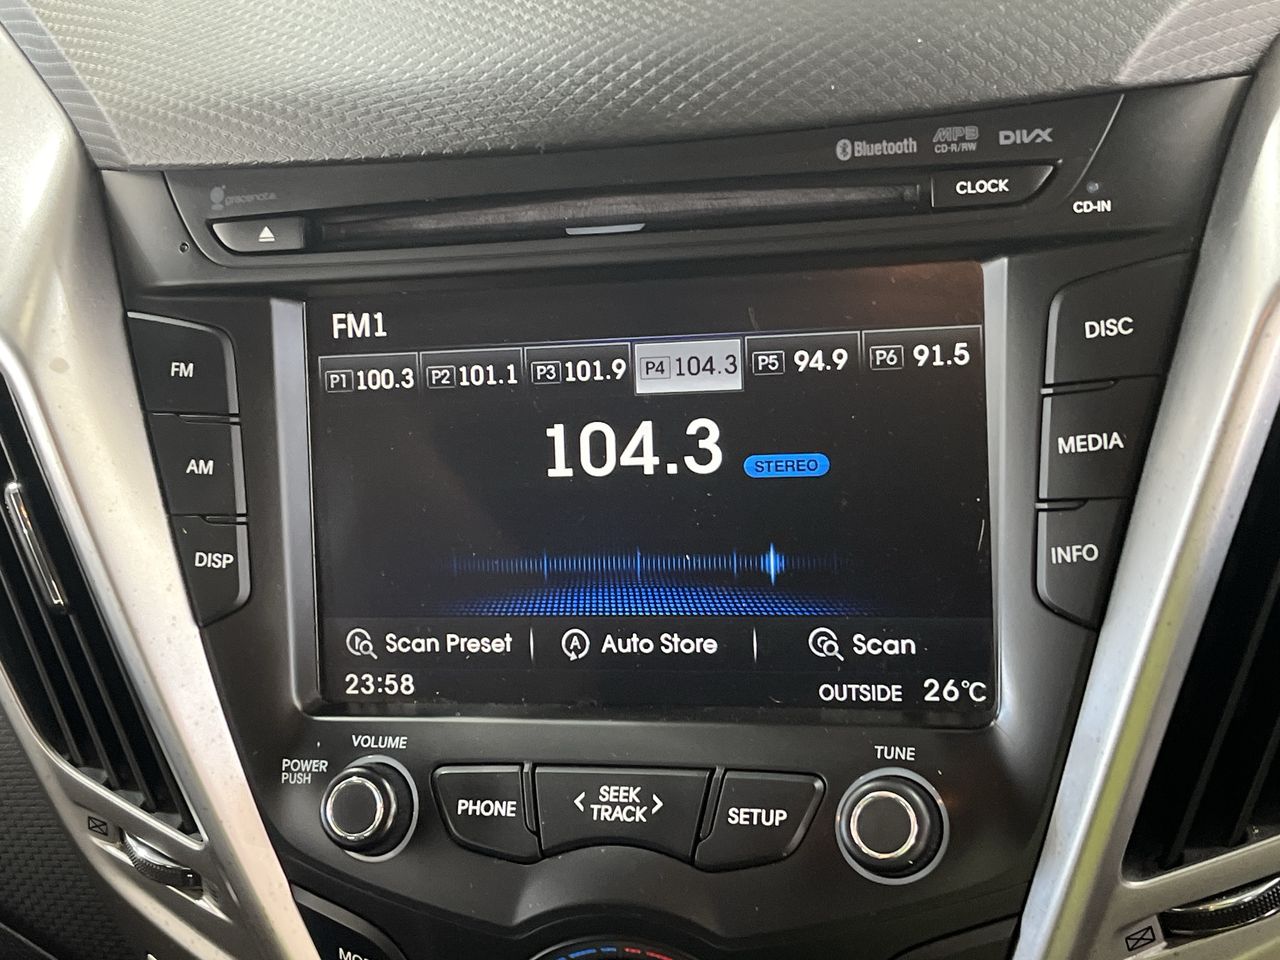 Bluetooth
MP3
CD-R/RW
DIVX
gracenote
CLOCK
CD-IN
FM1
P1 100.3
P2 101.1
P3 101.9
P4 104.3
P5 94.9
P6 91.5
104.3
STEREO
FM
AM
DISP
DISC
MEDIA
INFO
Scan Preset
A
Auto Store
Scan
23:58
OUTSIDE 26°C
VOLUME
POWER
PUSH
PHONE
SEEK
< TRACK >
SETUP
TUNE